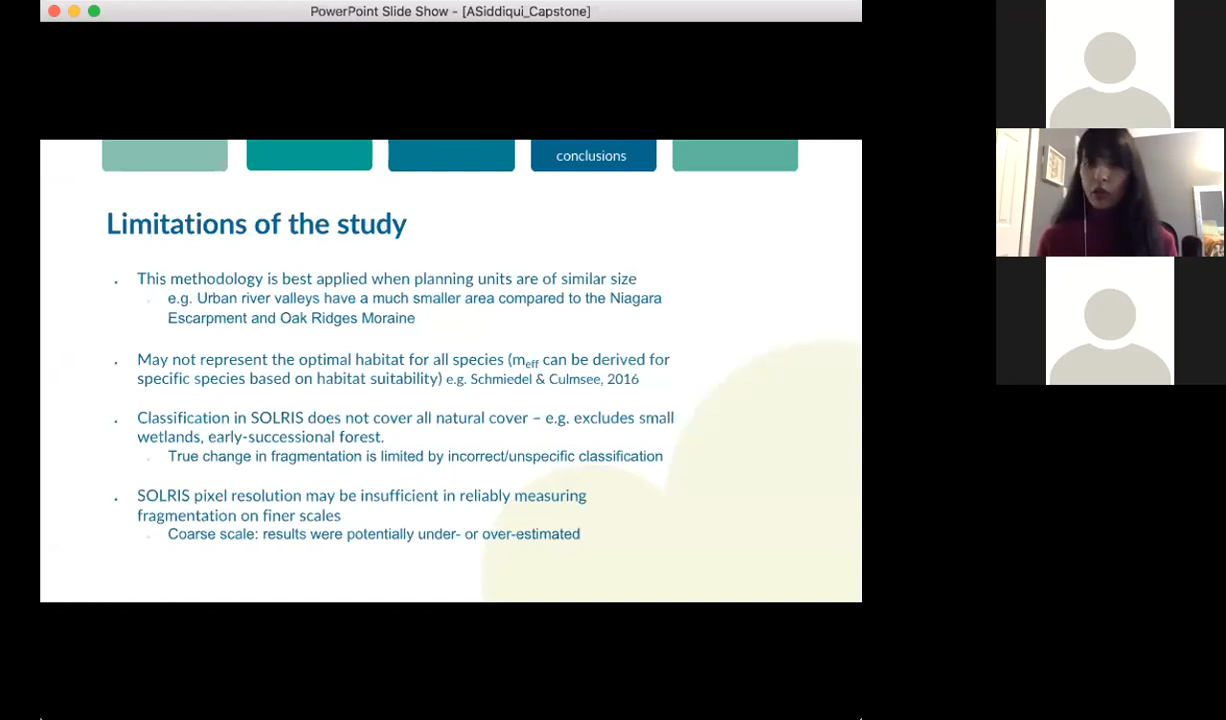 PowerPoint Slide Show - [ASiddiqui_Capstone]
conclusions
Limitations of the study
This methodology is best applied when planning units are of similar size
e.g. Urban river valleys have a much smaller area compared to the Niagara
Escarpment and Oak Ridges Moraine
May not represent the optimal habitat for all species (meff can be derived for
specific species based on habitat suitability) e.g. Schmiedel & Culmsee, 2016
Classification in SOLRIS does not cover all natural cover – e.g. excludes small
wetlands, early-successional forest.
True change in fragmentation is limited by incorrect/unspecific classification
SOLRIS pixel resolution may be insufficient in reliably measuring
fragmentation on finer scales
Coarse scale: results were potentially under- or over-estimated